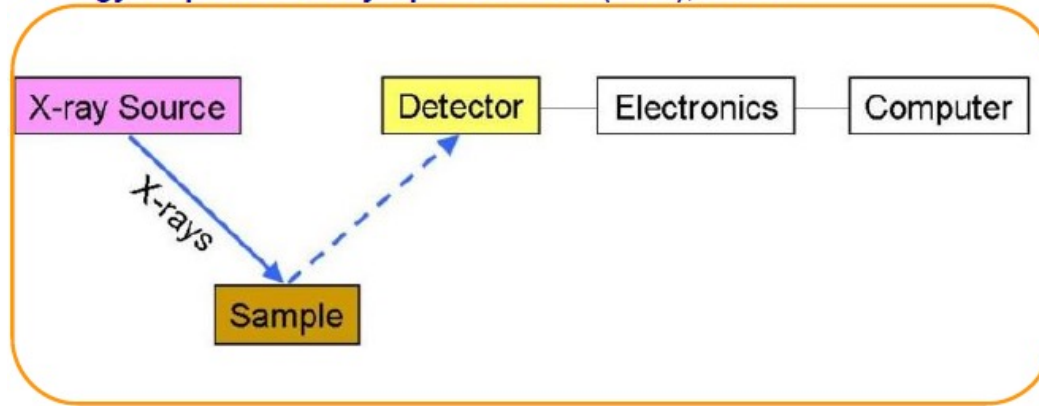 X-ray Source
Detector
Electronics
Computer
X-rays
Sample